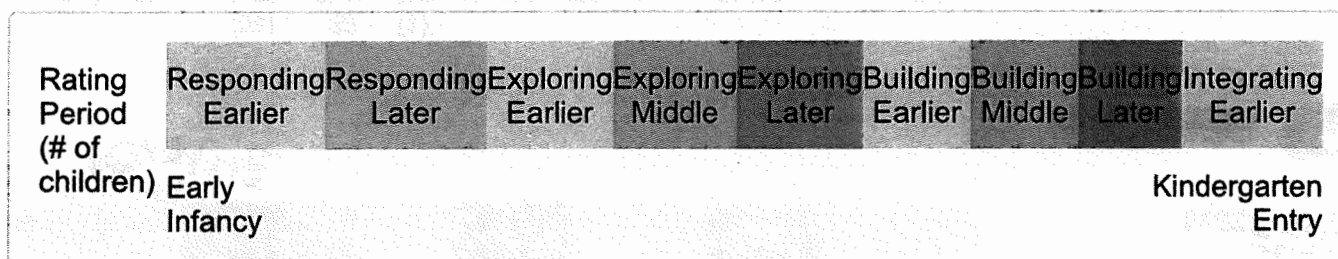 Rating
Period
(# of
children)
Responding Responding Exploring Exploring Exploring Building Building Building Integrating
Earlier Later Earlier Middle Later Earlier Middle Later Earlier
Early
Infancy
Kindergarten
Entry